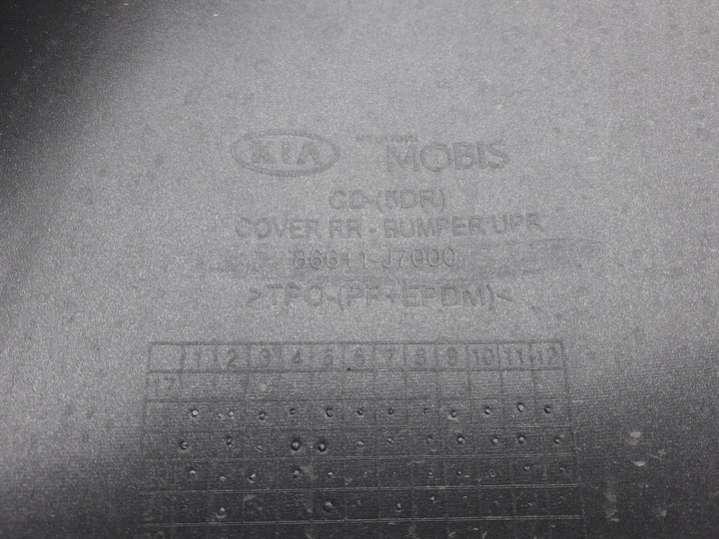 KIA MOBIS
CD-(5DR)
COVER RR - BUMPER UPR
86611-J7000
>TPO-(PP+EPDM)<
1 2 3 4 5 6 7 8 9 10 11 12
17